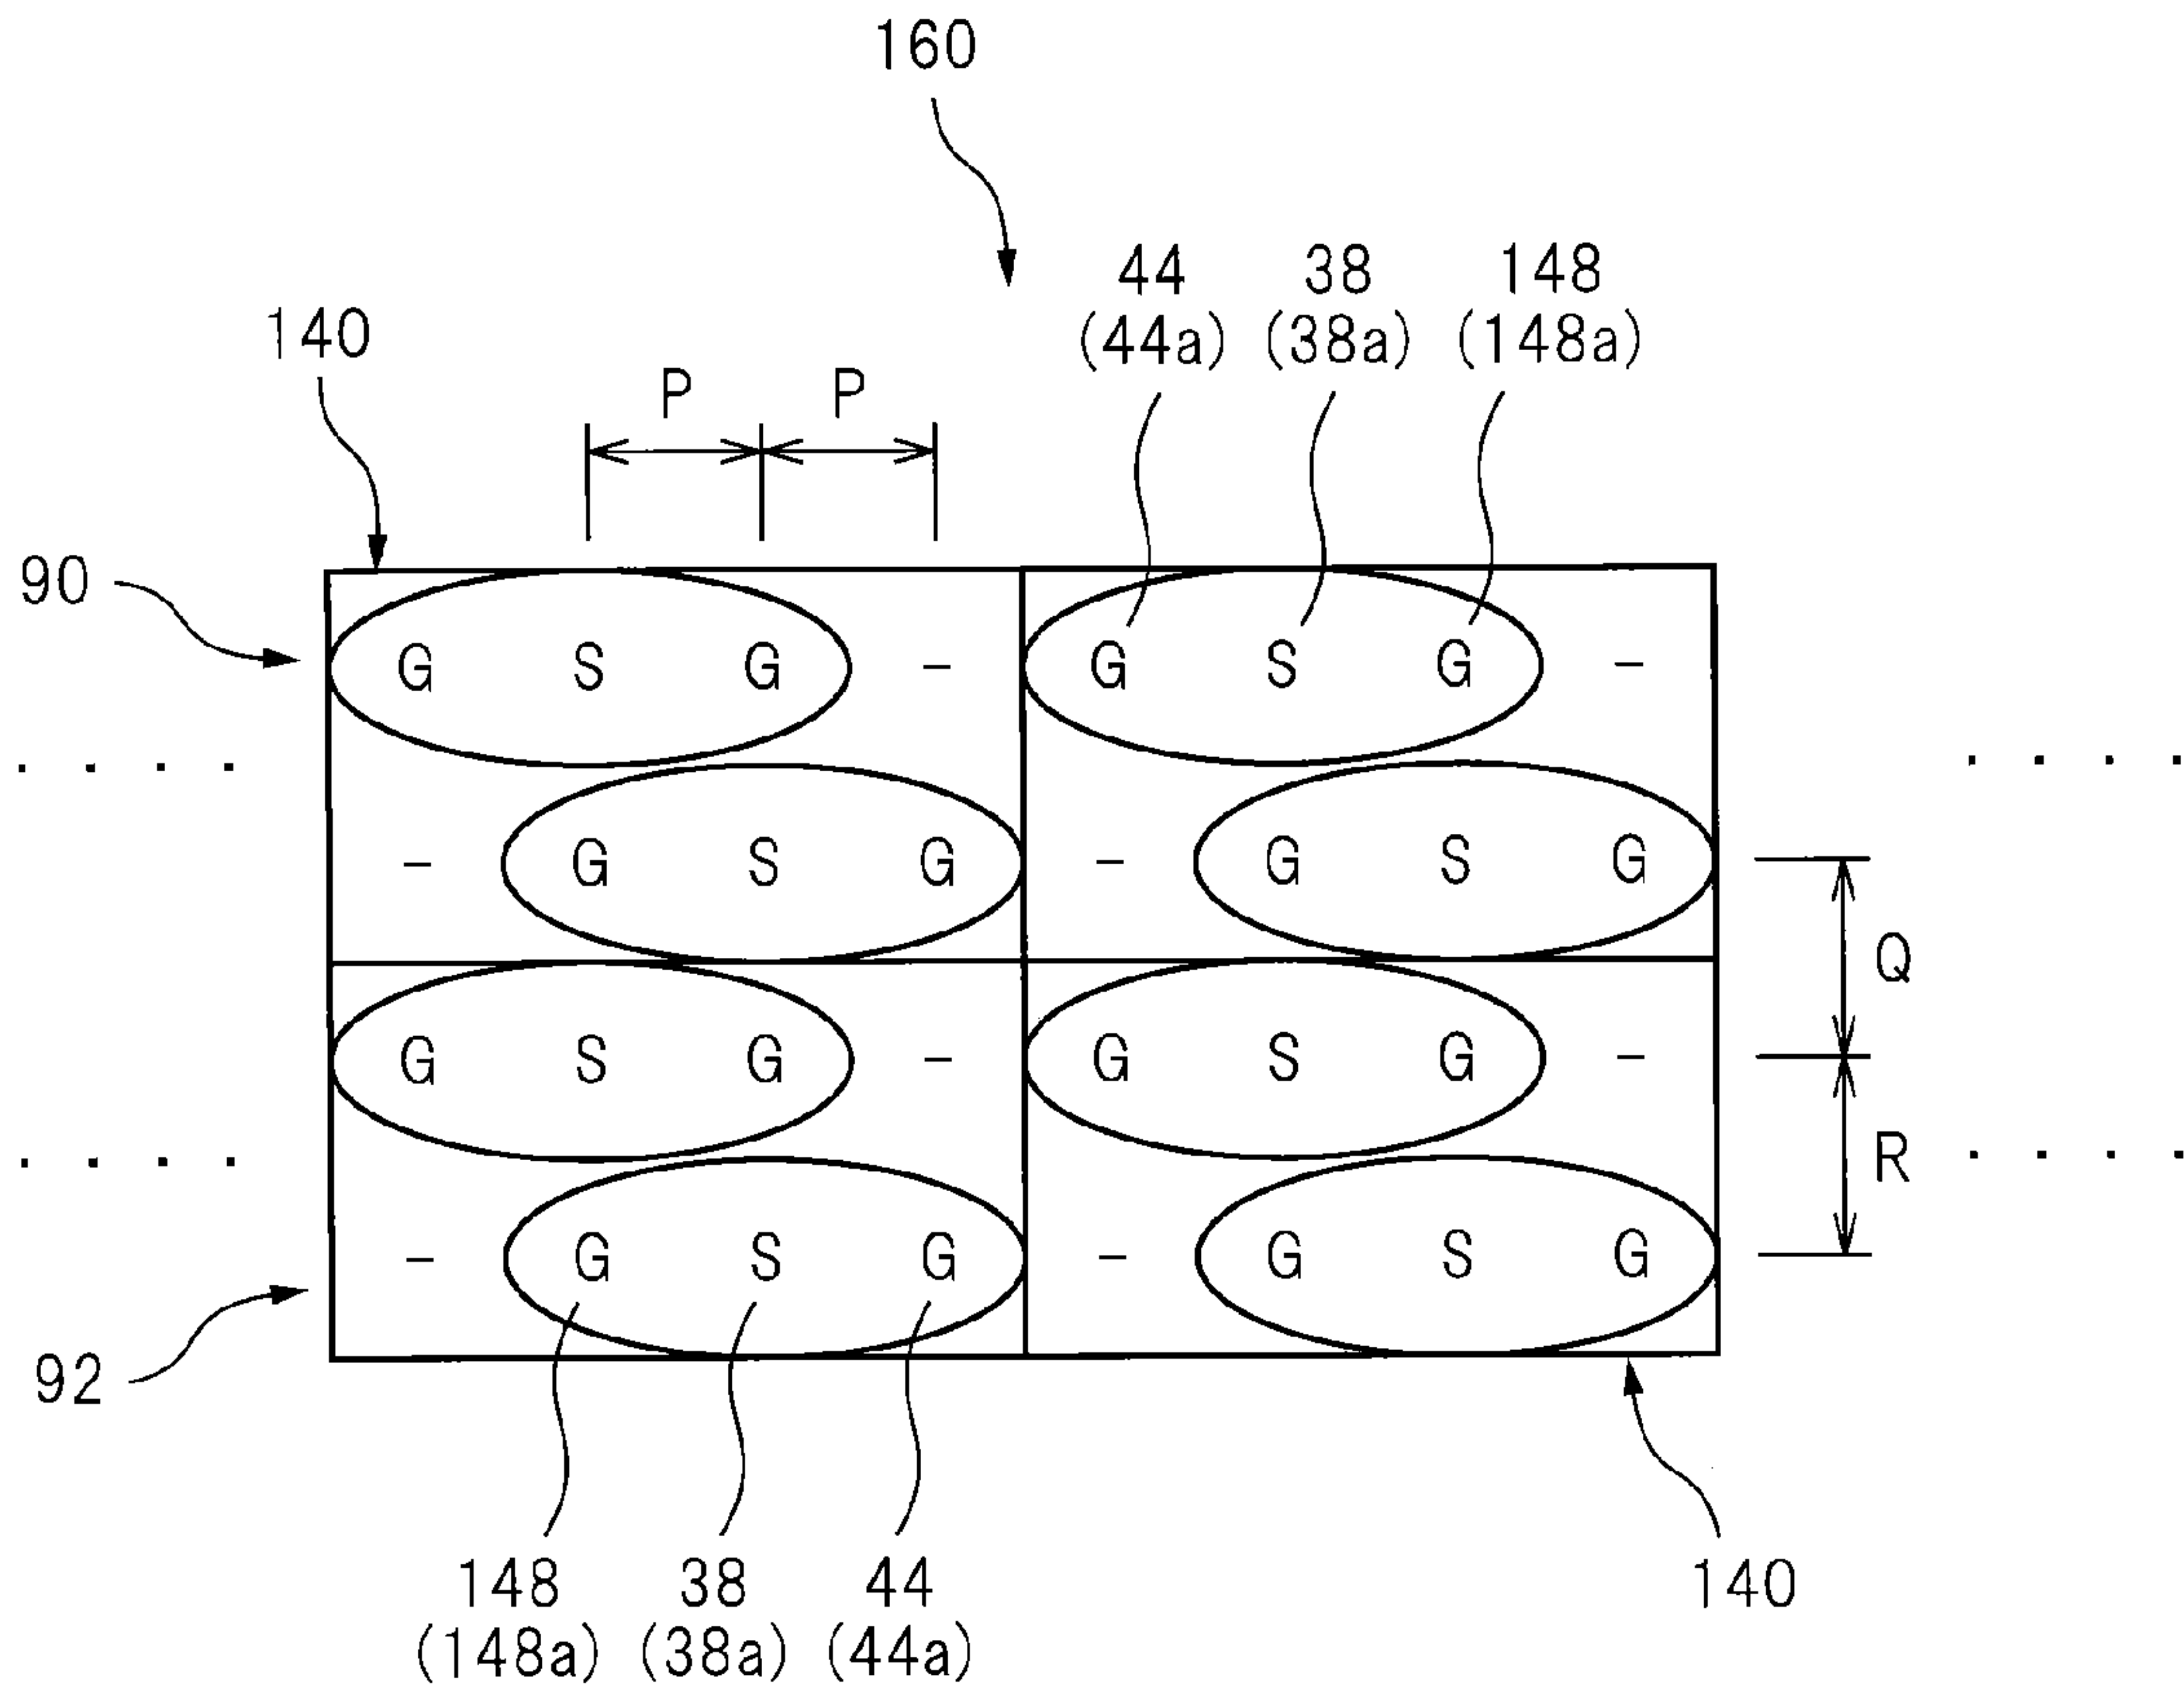 160
44 38 148
(44a) (38a) (148a)
140
P P
90
G S G - G S G -
. . . . . . . .
- G S G - G S G
Q
G S G - G S G -
. . . . R . . . .
- G S G - G S G
92
148 38 44 140
(148a) (38a) (44a)